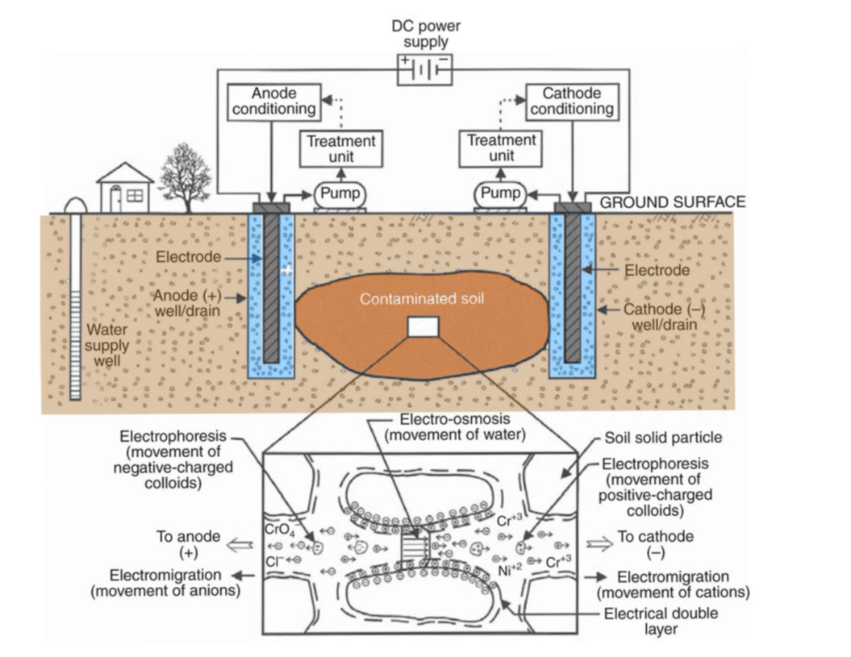 DC power
supply
+ −
Anode
conditioning
Cathode
conditioning
Treatment
unit
Treatment
unit
Pump
Pump
GROUND SURFACE
Electrode
Electrode
+
Anode (+)
well/drain
Contaminated soil
Cathode (–)
well/drain
Water
supply
well
Electro-osmosis
(movement of water)
Electrophoresis
(movement of
negative-charged
colloids)
Soil solid particle
Electrophoresis
(movement of
positive-charged
colloids)
CrO4−
Cr+3
To anode
(+)
To cathode
(–)
Cl−
Ni+2
Cr+3
Electromigration
(movement of anions)
Electromigration
(movement of cations)
Electrical double
layer